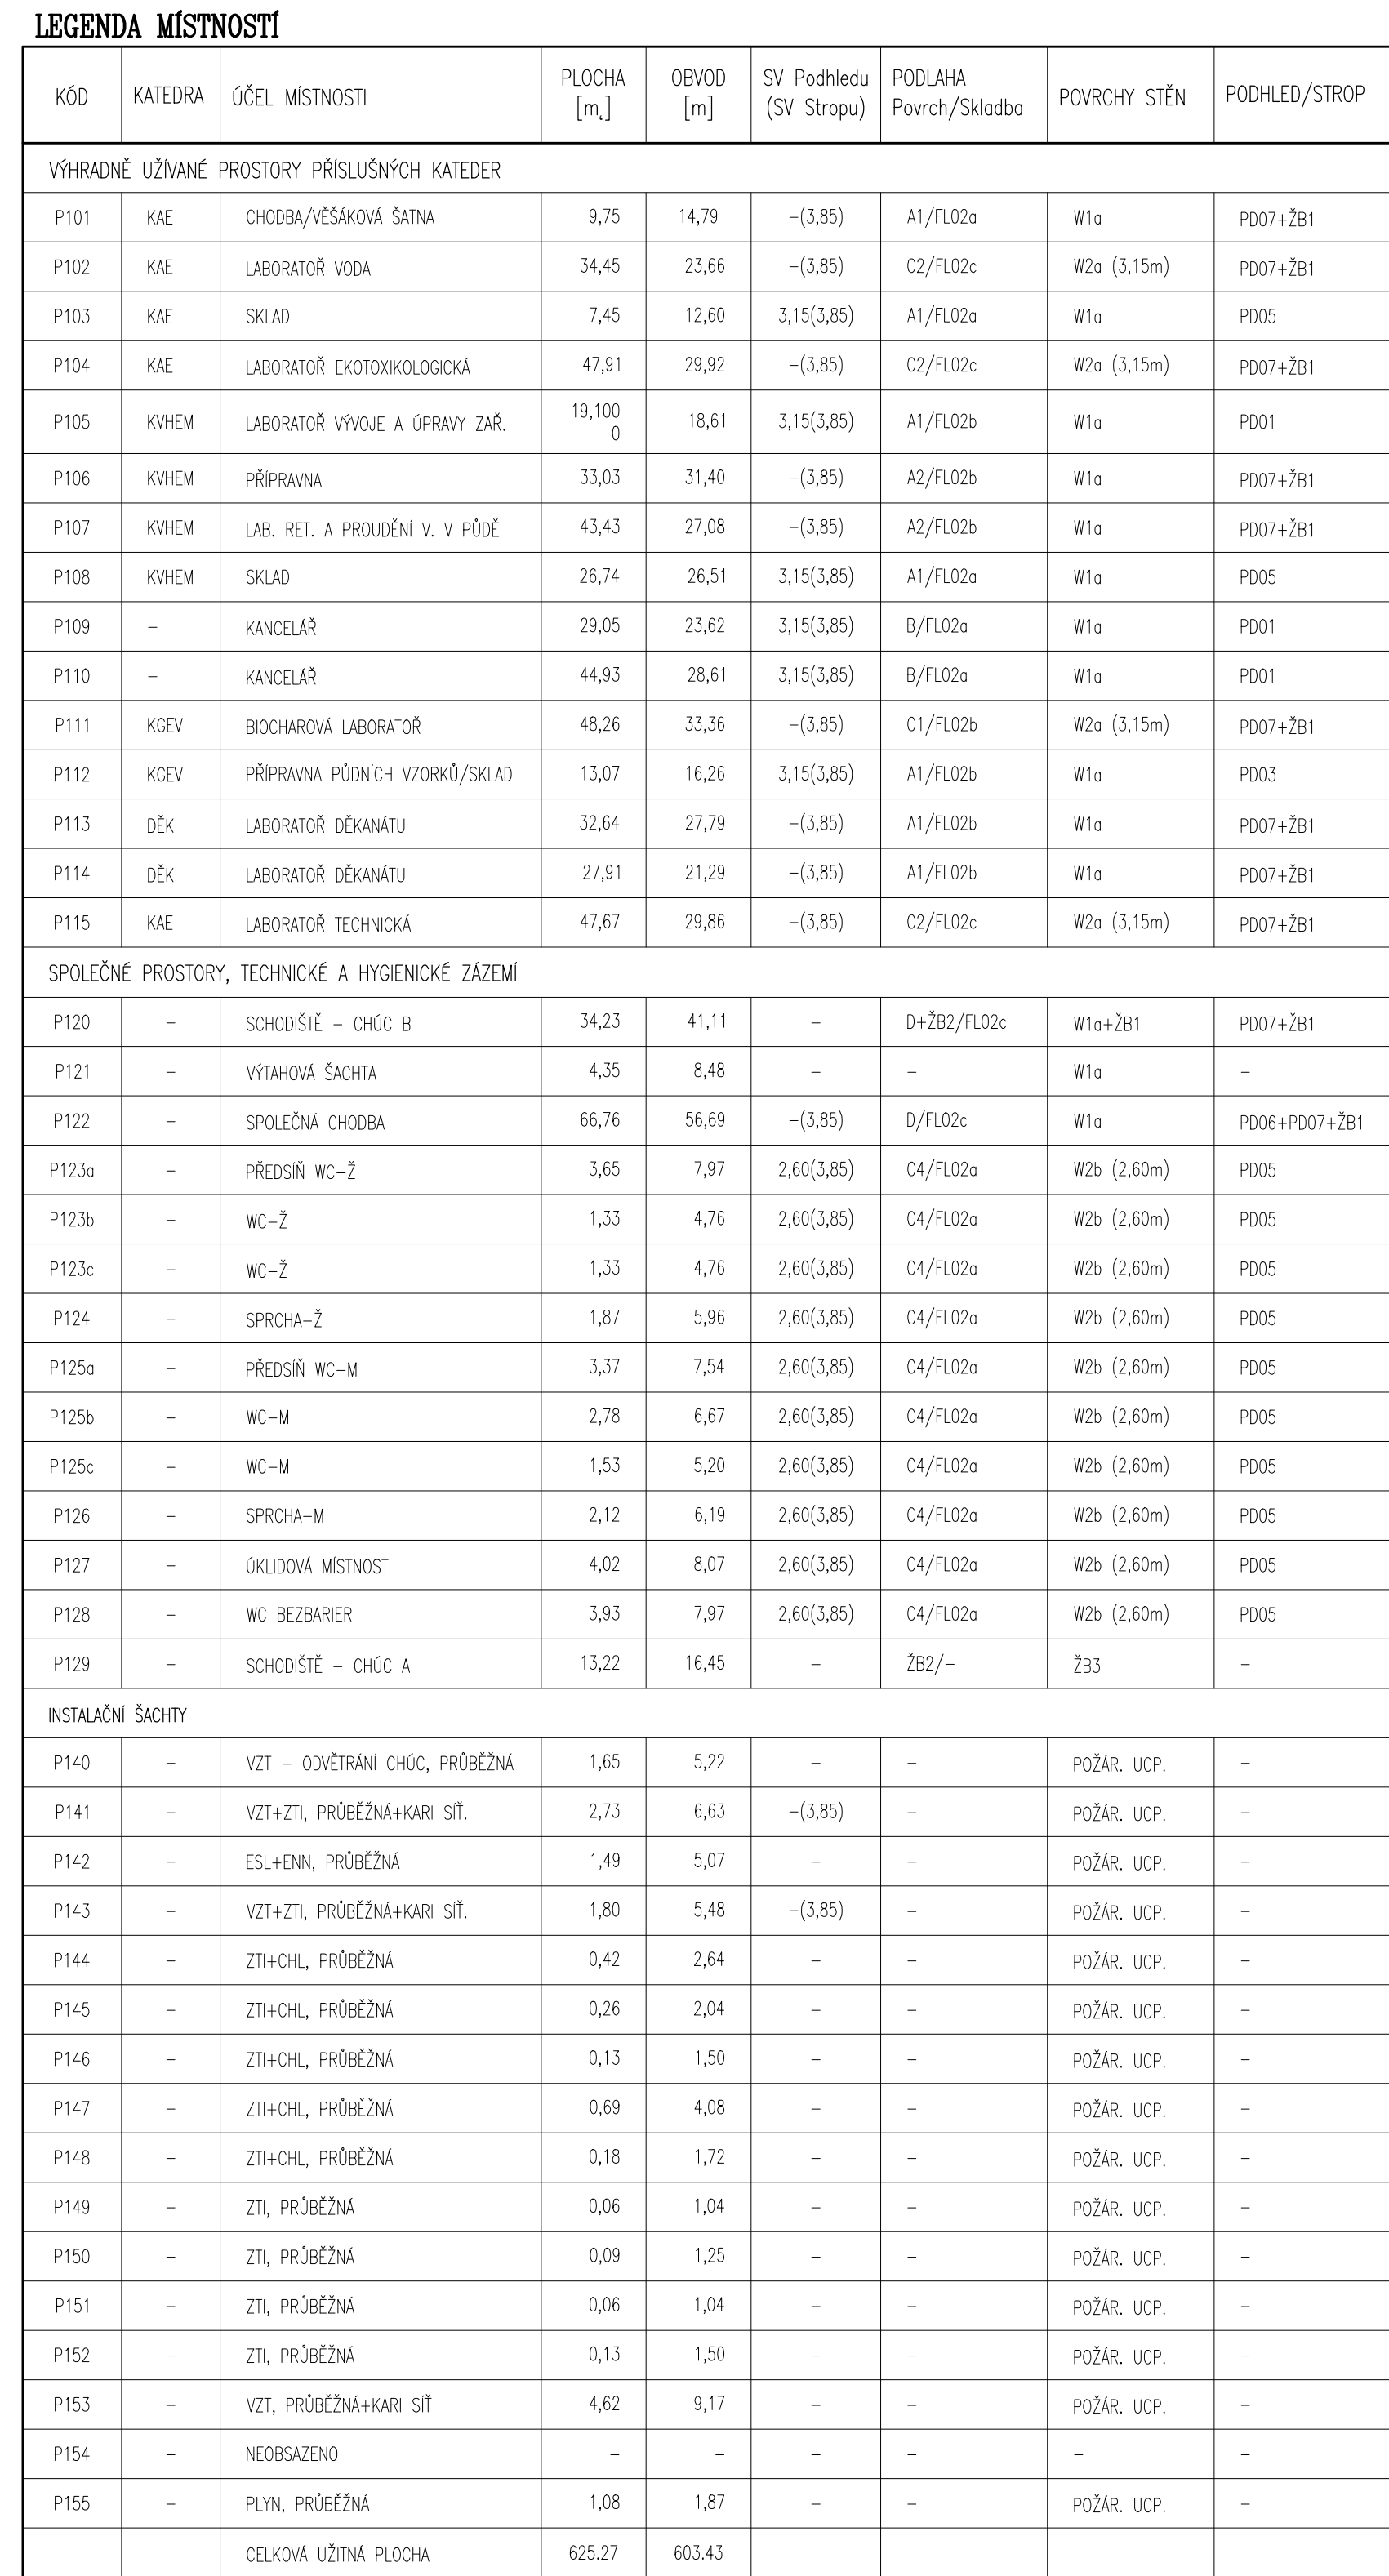 LEGENDA MÍSTNOSTÍ
KÓD KATEDRA ÚČEL MÍSTNOSTI PLOCHA [m˛] OBVOD [m] SV Podhledu (SV Stropu) PODLAHA Povrch/Skladba POVRCHY STĚN PODHLED/STROP
VÝHRADNĚ UŽÍVANÉ PROSTORY PŘÍSLUŠNÝCH KATEDER
P101 KAE CHODBA/VĚŠÁKOVÁ ŠATNA 9,75 14,79 –(3,85) A1/FL02a W1a PD07+ŽB1
P102 KAE LABORATOŘ VODA 34,45 23,66 –(3,85) C2/FL02c W2a (3,15m) PD07+ŽB1
P103 KAE SKLAD 7,45 12,60 3,15(3,85) A1/FL02a W1a PD05
P104 KAE LABORATOŘ EKOTOXIKOLOGICKÁ 47,91 29,92 –(3,85) C2/FL02c W2a (3,15m) PD07+ŽB1
P105 KVHEM LABORATOŘ VÝVOJE A ÚPRAVY ZAŘ. 19,1000 18,61 3,15(3,85) A1/FL02b W1a PD01
P106 KVHEM PŘÍPRAVNA 33,03 31,40 –(3,85) A2/FL02b W1a PD07+ŽB1
P107 KVHEM LAB. RET. A PROUDĚNÍ V. V PŮDĚ 43,43 27,08 –(3,85) A2/FL02b W1a PD07+ŽB1
P108 KVHEM SKLAD 26,74 26,51 3,15(3,85) A1/FL02a W1a PD05
P109 – KANCELÁŘ 29,05 23,62 3,15(3,85) B/FL02a W1a PD01
P110 – KANCELÁŘ 44,93 28,61 3,15(3,85) B/FL02a W1a PD01
P111 KGEV BIOCHAROVÁ LABORATOŘ 48,26 33,36 –(3,85) C1/FL02b W2a (3,15m) PD07+ŽB1
P112 KGEV PŘÍPRAVNA PŮDNÍCH VZORKŮ/SKLAD 13,07 16,26 3,15(3,85) A1/FL02b W1a PD03
P113 DĚK LABORATOŘ DĚKANÁTU 32,64 27,79 –(3,85) A1/FL02b W1a PD07+ŽB1
P114 DĚK LABORATOŘ DĚKANÁTU 27,91 21,29 –(3,85) A1/FL02b W1a PD07+ŽB1
P115 KAE LABORATOŘ TECHNICKÁ 47,67 29,86 –(3,85) C2/FL02c W2a (3,15m) PD07+ŽB1
SPOLEČNÉ PROSTORY, TECHNICKÉ A HYGIENICKÉ ZÁZEMÍ
P120 – SCHODIŠTĚ – CHÚC B 34,23 41,11 – D+ŽB2/FL02c W1a+ŽB1 PD07+ŽB1
P121 – VÝTAHOVÁ ŠACHTA 4,35 8,48 – – W1a –
P122 – SPOLEČNÁ CHODBA 66,76 56,69 –(3,85) D/FL02c W1a PD06+PD07+ŽB1
P123a – PŘEDSÍŇ WC–Ž 3,65 7,97 2,60(3,85) C4/FL02a W2b (2,60m) PD05
P123b – WC–Ž 1,33 4,76 2,60(3,85) C4/FL02a W2b (2,60m) PD05
P123c – WC–Ž 1,33 4,76 2,60(3,85) C4/FL02a W2b (2,60m) PD05
P124 – SPRCHA–Ž 1,87 5,96 2,60(3,85) C4/FL02a W2b (2,60m) PD05
P125a – PŘEDSÍŇ WC–M 3,37 7,54 2,60(3,85) C4/FL02a W2b (2,60m) PD05
P125b – WC–M 2,78 6,67 2,60(3,85) C4/FL02a W2b (2,60m) PD05
P125c – WC–M 1,53 5,20 2,60(3,85) C4/FL02a W2b (2,60m) PD05
P126 – SPRCHA–M 2,12 6,19 2,60(3,85) C4/FL02a W2b (2,60m) PD05
P127 – ÚKLIDOVÁ MÍSTNOST 4,02 8,07 2,60(3,85) C4/FL02a W2b (2,60m) PD05
P128 – WC BEZBARIER 3,93 7,97 2,60(3,85) C4/FL02a W2b (2,60m) PD05
P129 – SCHODIŠTĚ – CHÚC A 13,22 16,45 – ŽB2/– ŽB3 –
INSTALAČNÍ ŠACHTY
P140 – VZT – ODVĚTRÁNÍ CHÚC, PRŮBĚŽNÁ 1,65 5,22 – – POŽÁR. UCP. –
P141 – VZT+ZTI, PRŮBĚŽNÁ+KARI SÍŤ. 2,73 6,63 –(3,85) – POŽÁR. UCP. –
P142 – ESL+ENN, PRŮBĚŽNÁ 1,49 5,07 – – POŽÁR. UCP. –
P143 – VZT+ZTI, PRŮBĚŽNÁ+KARI SÍŤ. 1,80 5,48 –(3,85) – POŽÁR. UCP. –
P144 – ZTI+CHL, PRŮBĚŽNÁ 0,42 2,64 – – POŽÁR. UCP. –
P145 – ZTI+CHL, PRŮBĚŽNÁ 0,26 2,04 – – POŽÁR. UCP. –
P146 – ZTI+CHL, PRŮBĚŽNÁ 0,13 1,50 – – POŽÁR. UCP. –
P147 – ZTI+CHL, PRŮBĚŽNÁ 0,69 4,08 – – POŽÁR. UCP. –
P148 – ZTI+CHL, PRŮBĚŽNÁ 0,18 1,72 – – POŽÁR. UCP. –
P149 – ZTI, PRŮBĚŽNÁ 0,06 1,04 – – POŽÁR. UCP. –
P150 – ZTI, PRŮBĚŽNÁ 0,09 1,25 – – POŽÁR. UCP. –
P151 – ZTI, PRŮBĚŽNÁ 0,06 1,04 – – POŽÁR. UCP. –
P152 – ZTI, PRŮBĚŽNÁ 0,13 1,50 – – POŽÁR. UCP. –
P153 – VZT, PRŮBĚŽNÁ+KARI SÍŤ 4,62 9,17 – – POŽÁR. UCP. –
P154 – NEOBSAZENO – – – – – –
P155 – PLYN, PRŮBĚŽNÁ 1,08 1,87 – – POŽÁR. UCP. –
CELKOVÁ UŽITNÁ PLOCHA 625.27 603.43